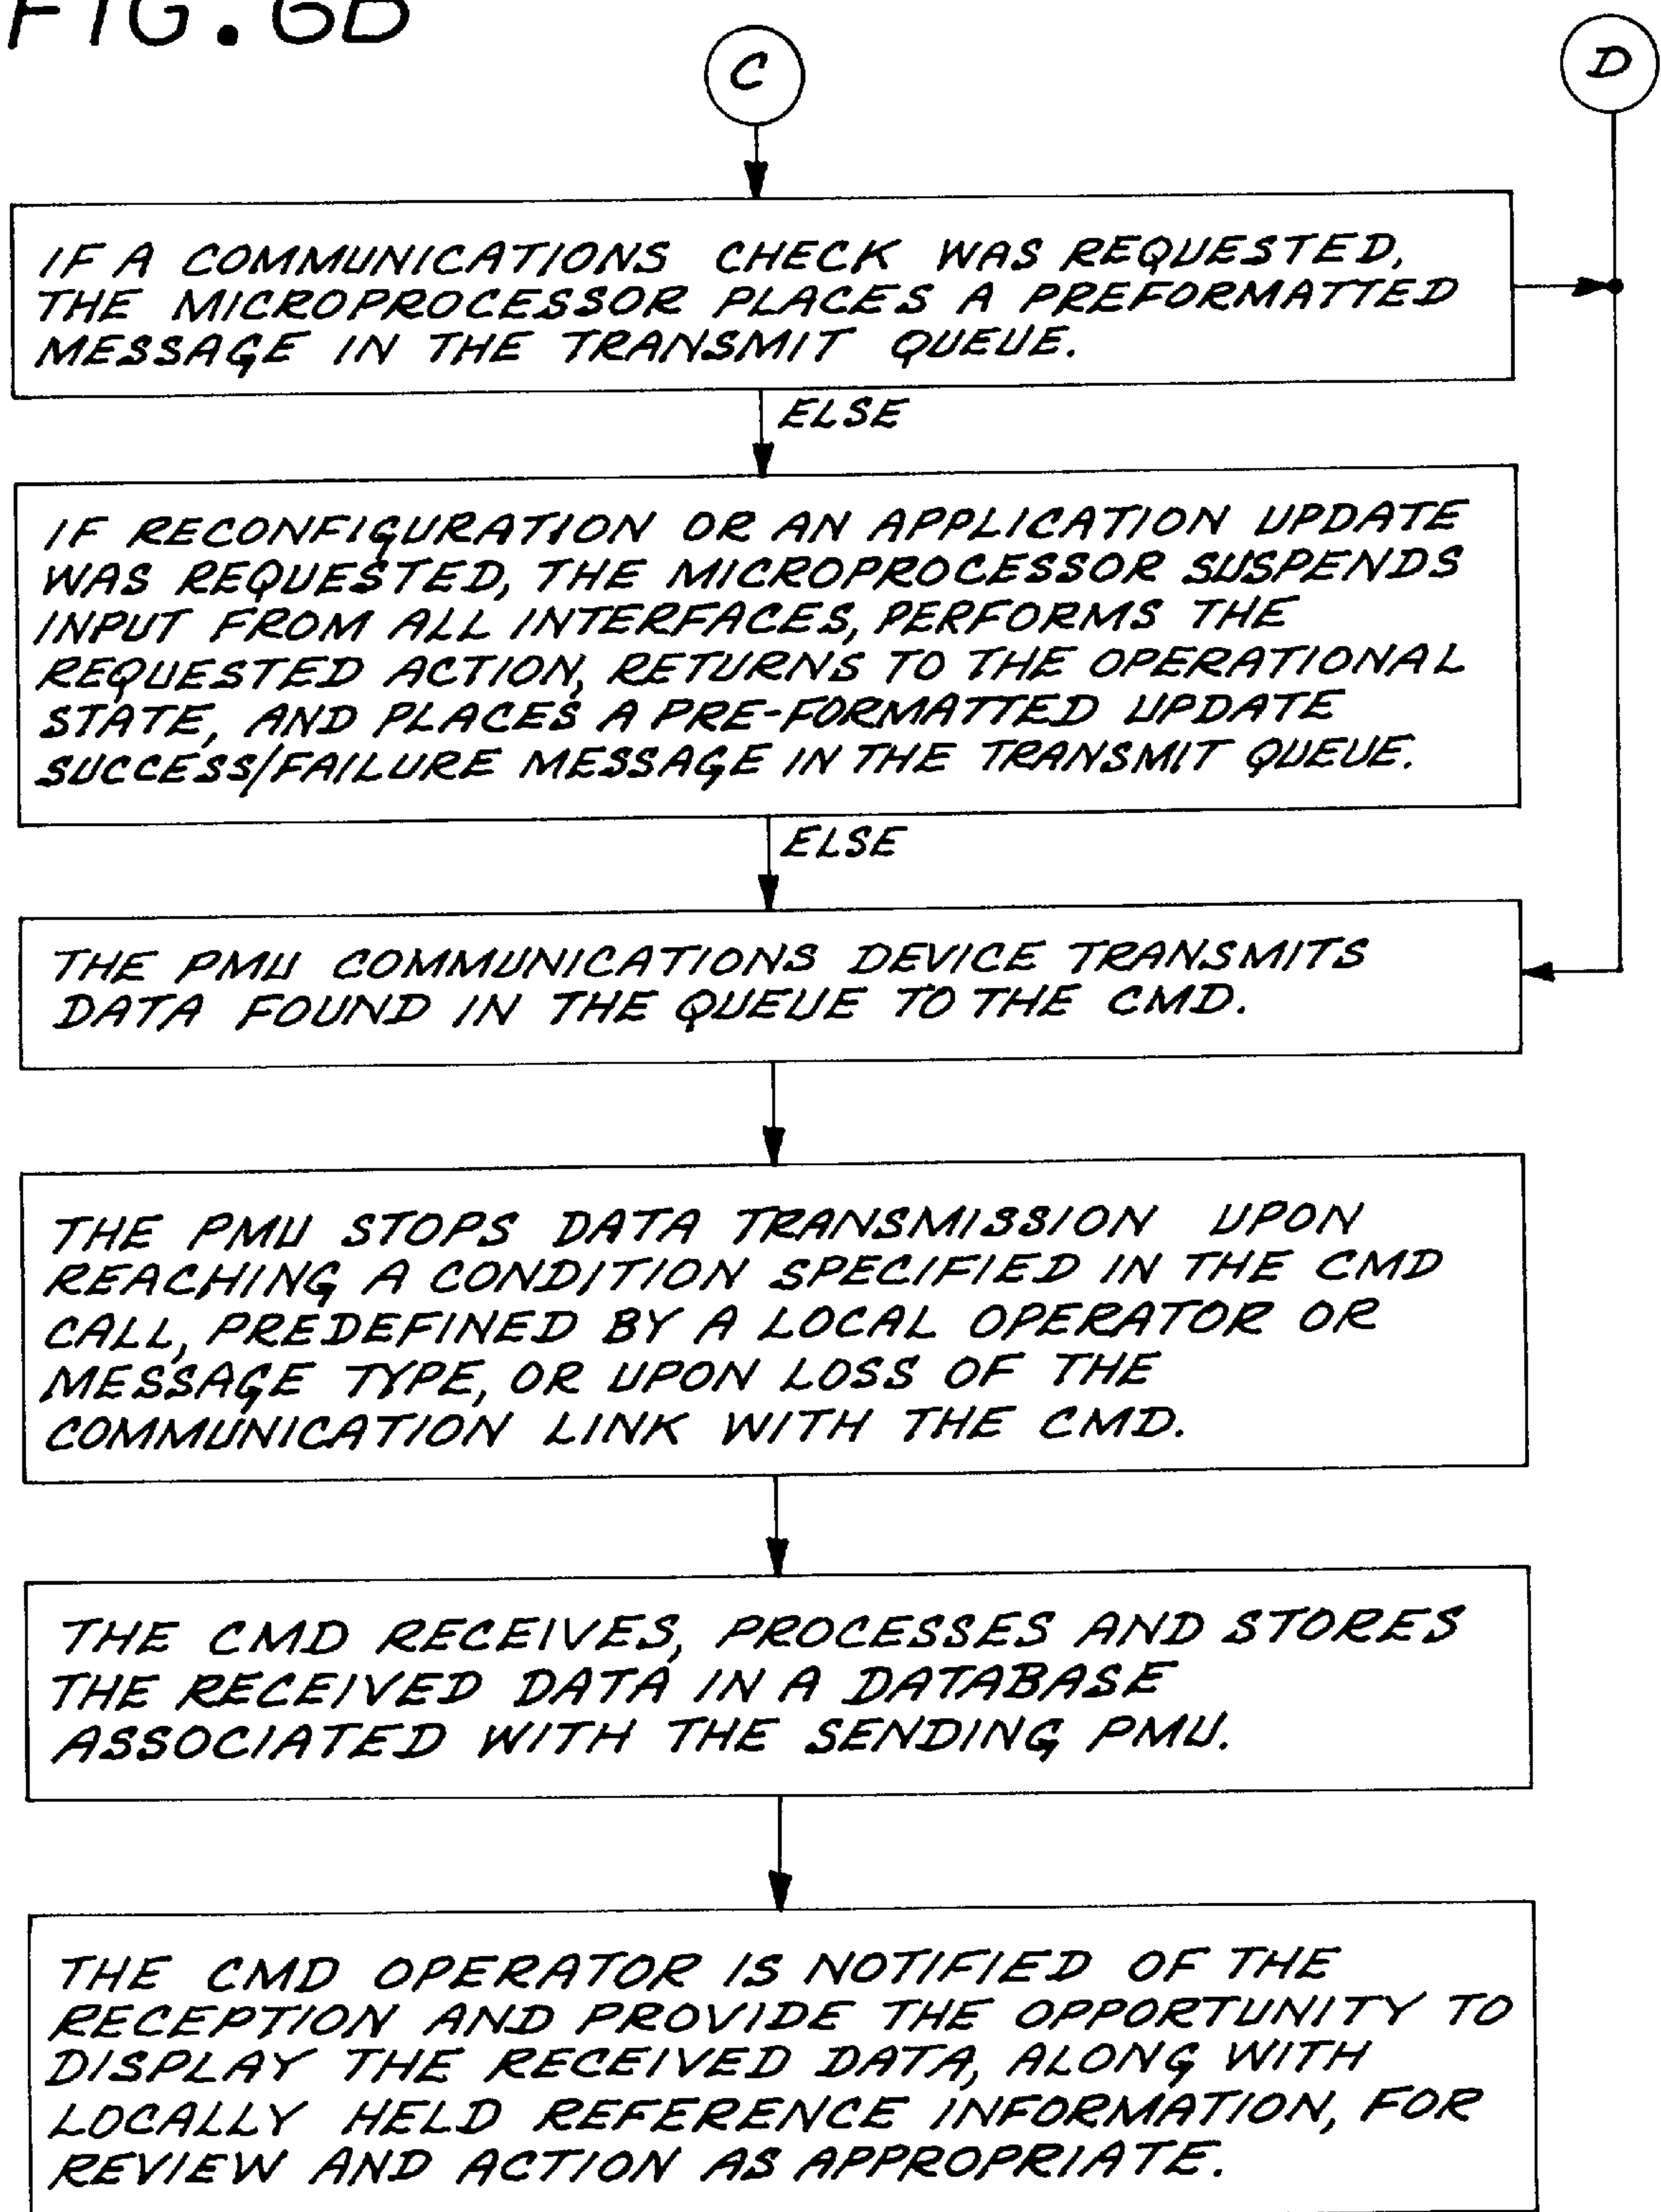 FIG. 6B
C
D
IF A COMMUNICATIONS CHECK WAS REQUESTED,
THE MICROPROCESSOR PLACES A PREFORMATTED
MESSAGE IN THE TRANSMIT QUEUE.
ELSE
IF RECONFIGURATION OR AN APPLICATION UPDATE
WAS REQUESTED, THE MICROPROCESSOR SUSPENDS
INPUT FROM ALL INTERFACES, PERFORMS THE
REQUESTED ACTION, RETURNS TO THE OPERATIONAL
STATE, AND PLACES A PRE-FORMATTED UPDATE
SUCCESS/FAILURE MESSAGE IN THE TRANSMIT QUEUE.
ELSE
THE PMU COMMUNICATIONS DEVICE TRANSMITS
DATA FOUND IN THE QUEUE TO THE CMD.
THE PMU STOPS DATA TRANSMISSION UPON
REACHING A CONDITION SPECIFIED IN THE CMD
CALL, PREDEFINED BY A LOCAL OPERATOR OR
MESSAGE TYPE, OR UPON LOSS OF THE
COMMUNICATION LINK WITH THE CMD.
THE CMD RECEIVES, PROCESSES AND STORES
THE RECEIVED DATA IN A DATABASE
ASSOCIATED WITH THE SENDING PMU.
THE CMD OPERATOR IS NOTIFIED OF THE
RECEPTION AND PROVIDE THE OPPORTUNITY TO
DISPLAY THE RECEIVED DATA, ALONG WITH
LOCALLY HELD REFERENCE INFORMATION, FOR
REVIEW AND ACTION AS APPROPRIATE.